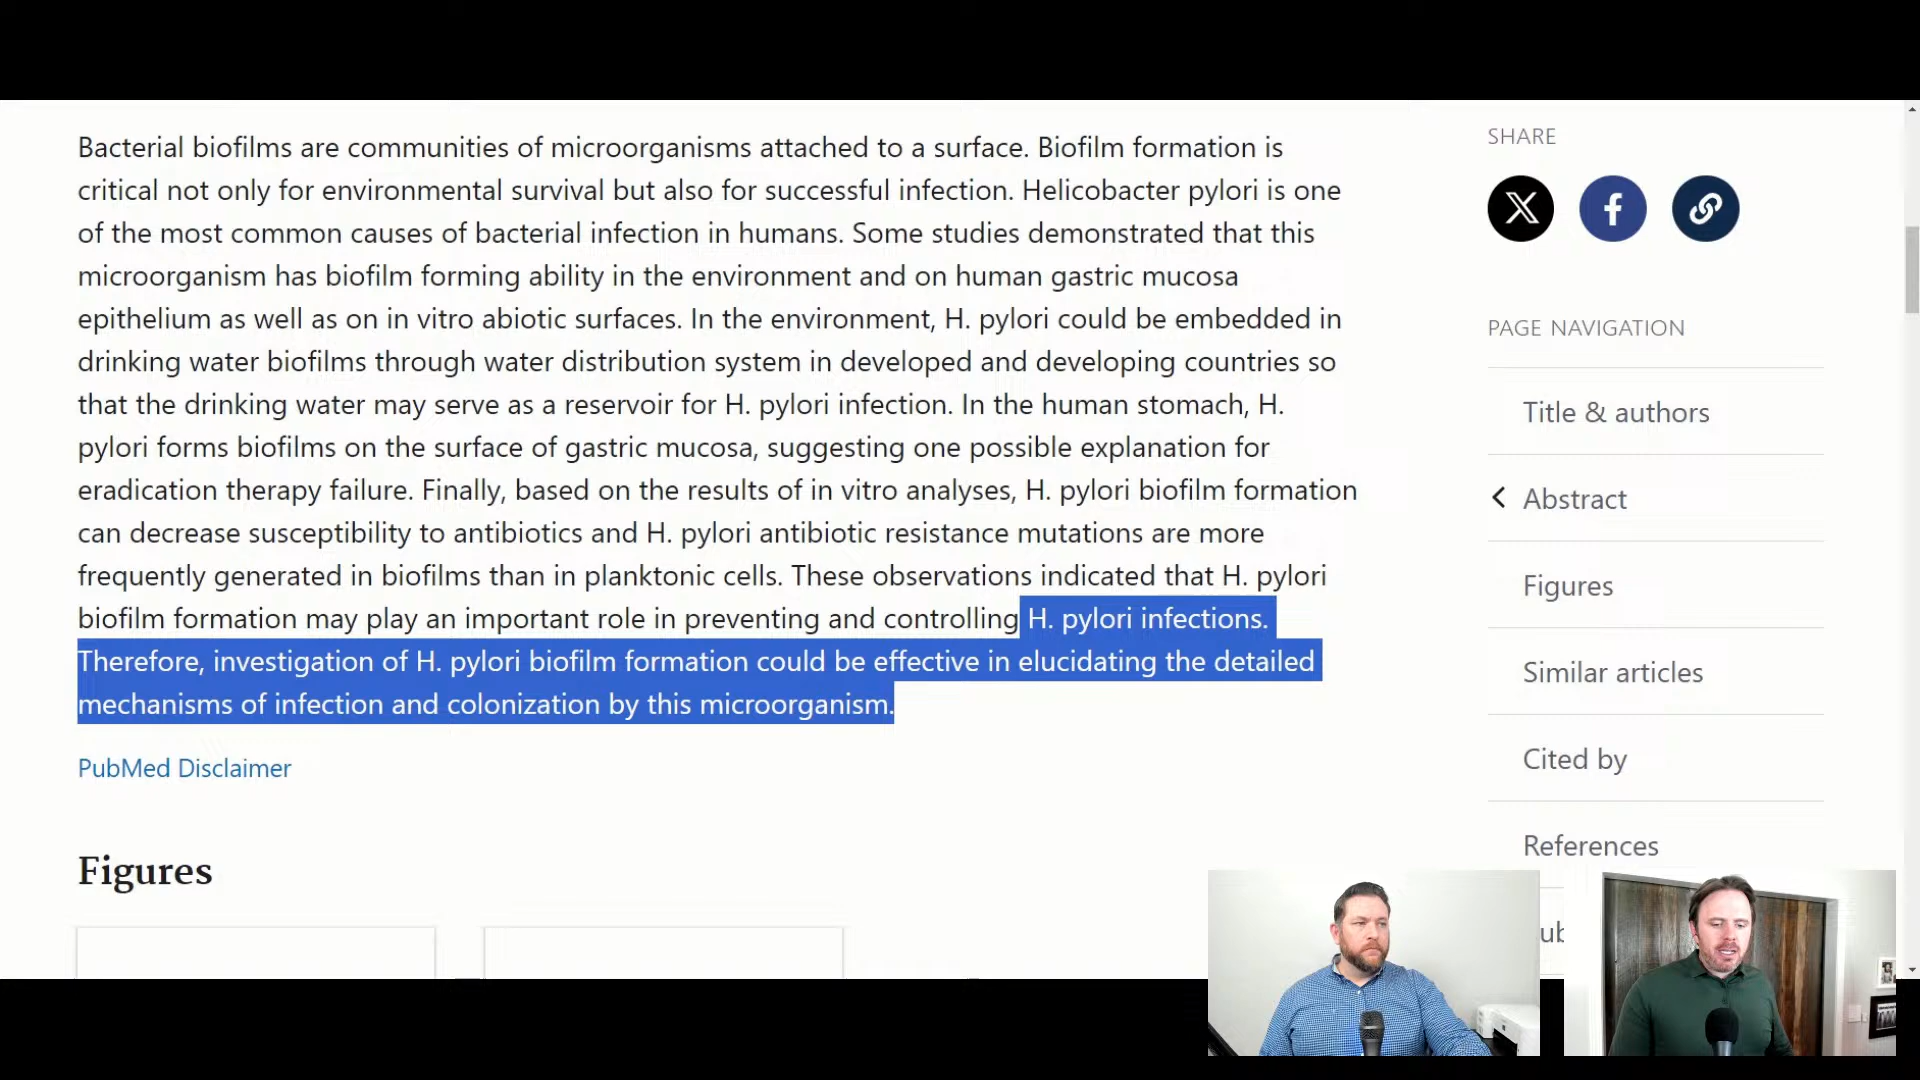 Bacterial biofilms are communities of microorganisms attached to a surface. Biofilm formation is
critical not only for environmental survival but also for successful infection. Helicobacter pylori is one
of the most common causes of bacterial infection in humans. Some studies demonstrated that this
microorganism has biofilm forming ability in the environment and on human gastric mucosa
epithelium as well as on in vitro abiotic surfaces. In the environment, H. pylori could be embedded in
drinking water biofilms through water distribution system in developed and developing countries so
that the drinking water may serve as a reservoir for H. pylori infection. In the human stomach, H.
pylori forms biofilms on the surface of gastric mucosa, suggesting one possible explanation for
eradication therapy failure. Finally, based on the results of in vitro analyses, H. pylori biofilm formation
can decrease susceptibility to antibiotics and H. pylori antibiotic resistance mutations are more
frequently generated in biofilms than in planktonic cells. These observations indicated that H. pylori
biofilm formation may play an important role in preventing and controlling H. pylori infections.
Therefore, investigation of H. pylori biofilm formation could be effective in elucidating the detailed
mechanisms of infection and colonization by this microorganism.
PubMed Disclaimer
Figures
SHARE
PAGE NAVIGATION
Title & authors
Abstract
Figures
Similar articles
Cited by
References